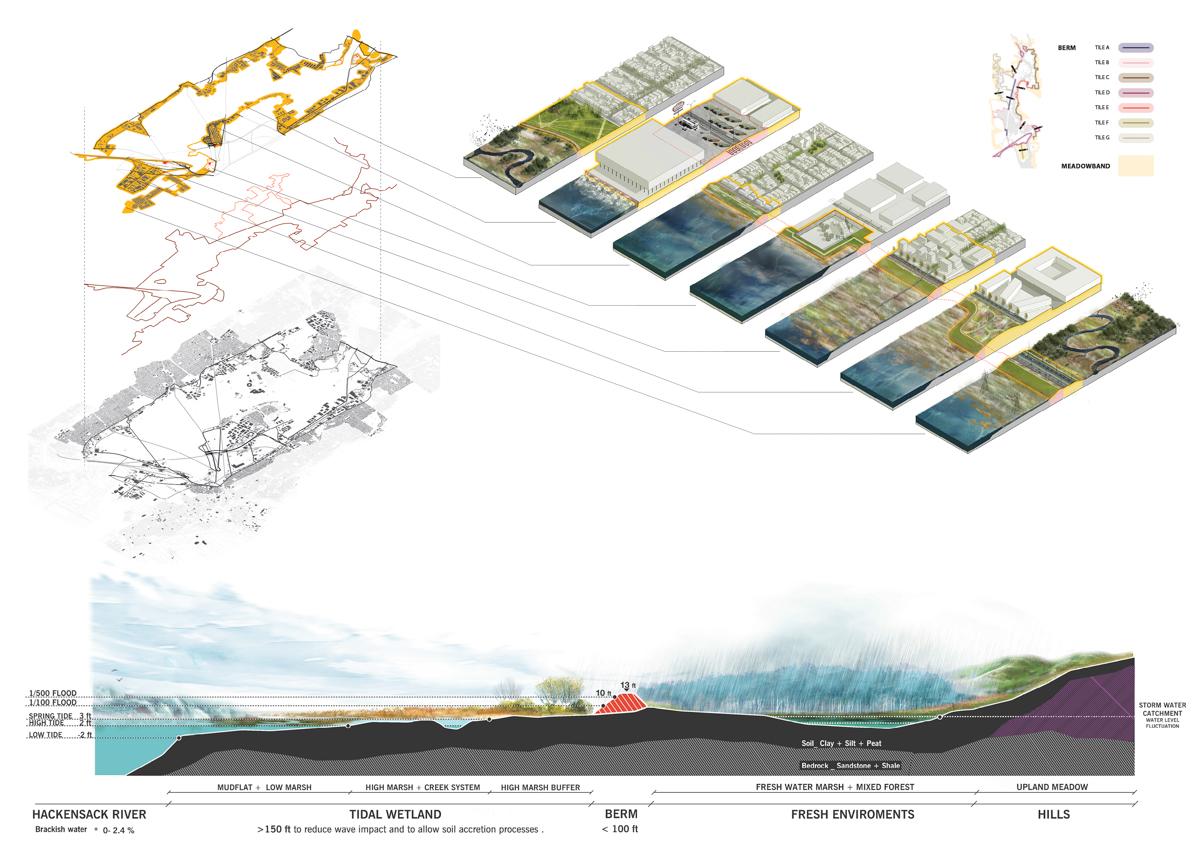 BERM
TILE A
TILE B
TILE C
TILE D
TILE E
TILE F
TILE G
MEADOWBAND
13 ft
10 ft
1/500 FLOOD
1/100 FLOOD
SPRING TIDE 3 ft
HIGH TIDE 2 ft
LOW TIDE -2 ft
STORM WATER
CATCHMENT
WATER LEVEL
FLUCTUATION
Soil_ Clay + Silt + Peat
Bedrock _ Sandstone + Shale
MUDFLAT + LOW MARSH
HIGH MARSH + CREEK SYSTEM
HIGH MARSH BUFFER
FRESH WATER MARSH + MIXED FOREST
UPLAND MEADOW
HACKENSACK RIVER
TIDAL WETLAND
BERM
FRESH ENVIROMENTS
HILLS
Brackish water * 0- 2.4 %
>150 ft to reduce wave impact and to allow soil accretion processes .
< 100 ft